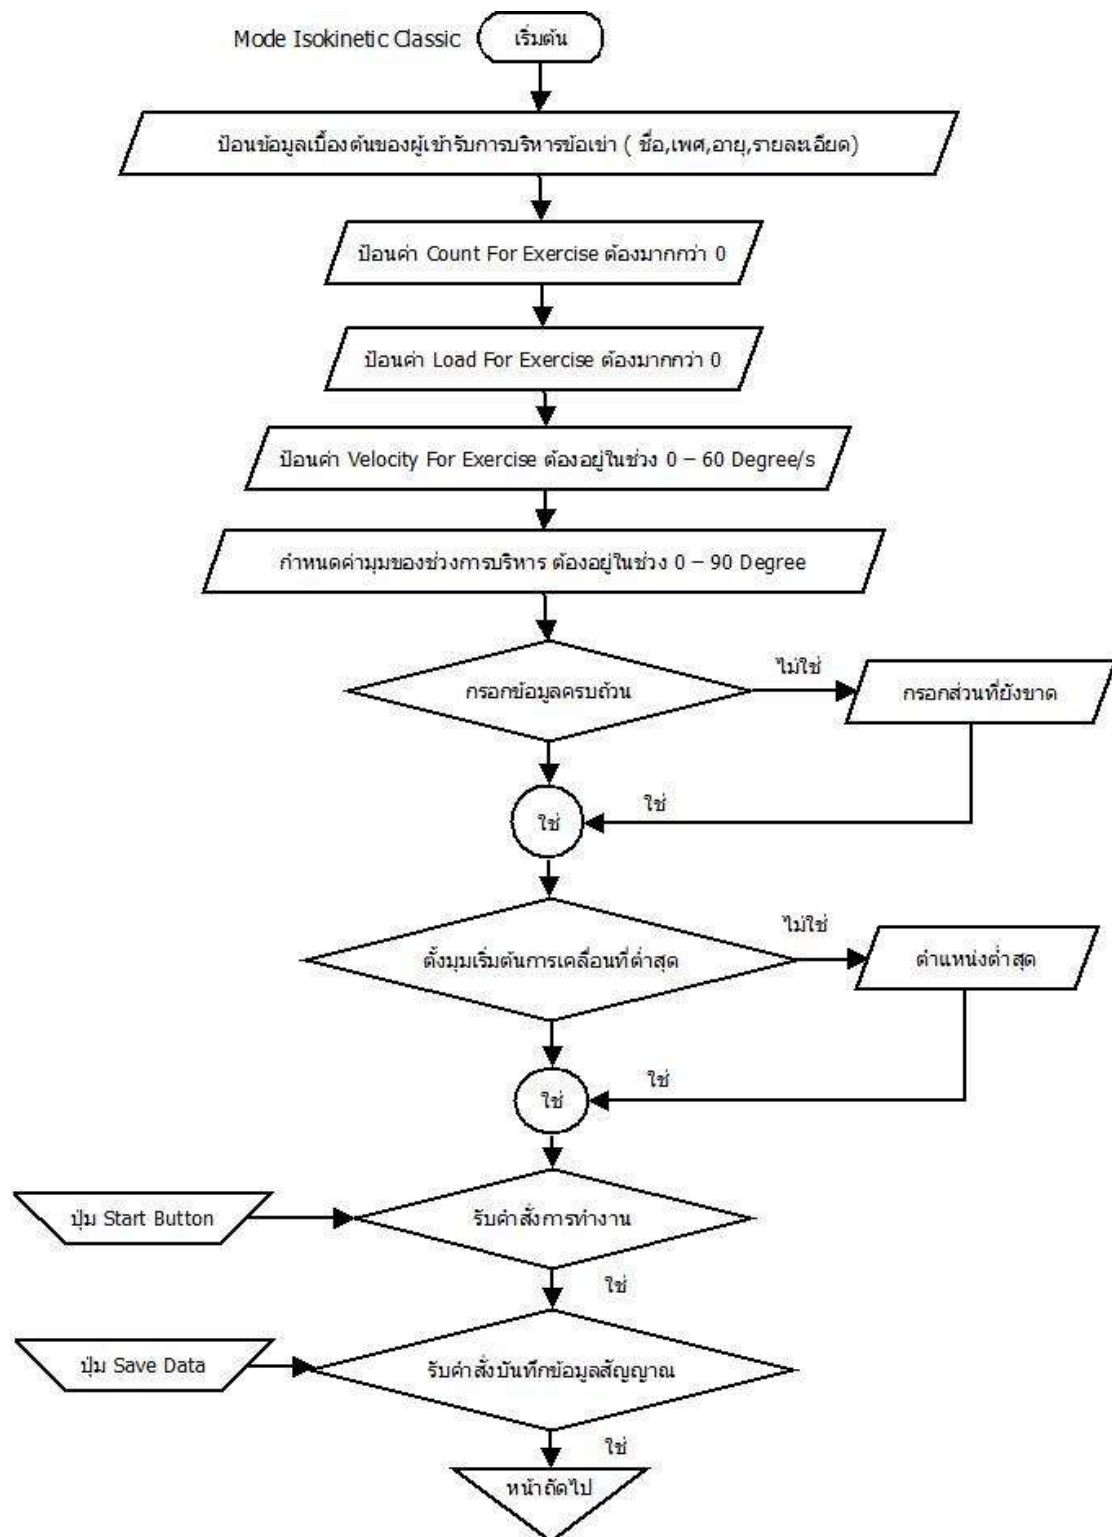 Mode Isokinetic Classic
เริ่มต้น
ป้อนข้อมูลเบื้องต้นของผู้เข้ารับการบริหารข้อเข่า ( ชื่อ,เพศ,อายุ,รายละเอียด)
ป้อนค่า Count For Exercise ต้องมากกว่า 0
ป้อนค่า Load For Exercise ต้องมากกว่า 0
ป้อนค่า Velocity For Exercise ต้องอยู่ในช่วง 0 – 60 Degree/s
กำหนดค่ามุมของช่วงการบริหาร ต้องอยู่ในช่วง 0 – 90 Degree
กรอกข้อมูลครบถ้วน
ไม่ใช่
กรอกส่วนที่ยังขาด
ใช่
ใช่
ตั้งมุมเริ่มต้นการเคลื่อนที่ต่ำสุด
ไม่ใช่
ตำแหน่งต่ำสุด
ใช่
ใช่
ปุ่ม Start Button
รับคำสั่งการทำงาน
ใช่
ปุ่ม Save Data
รับคำสั่งบันทึกข้อมูลสัญญาณ
ใช่
หน้าถัดไป